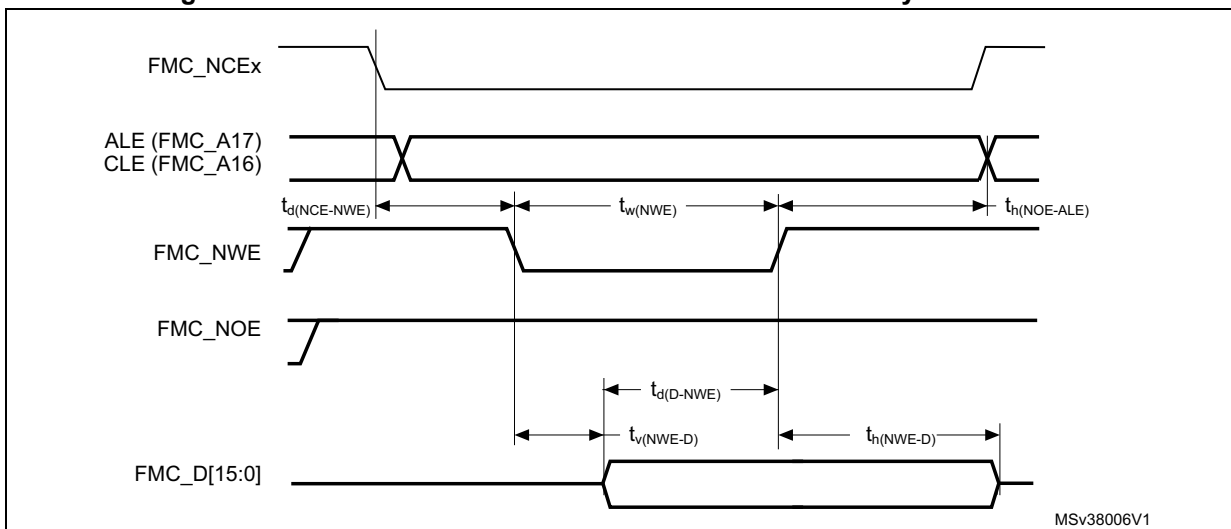 FMC_NCEx
ALE (FMC_A17)
CLE (FMC_A16)
td(NCE-NWE)
tw(NWE)
th(NOE-ALE)
FMC_NWE
FMC_NOE
td(D-NWE)
tv(NWE-D)
th(NWE-D)
FMC_D[15:0]
MSv38006V1